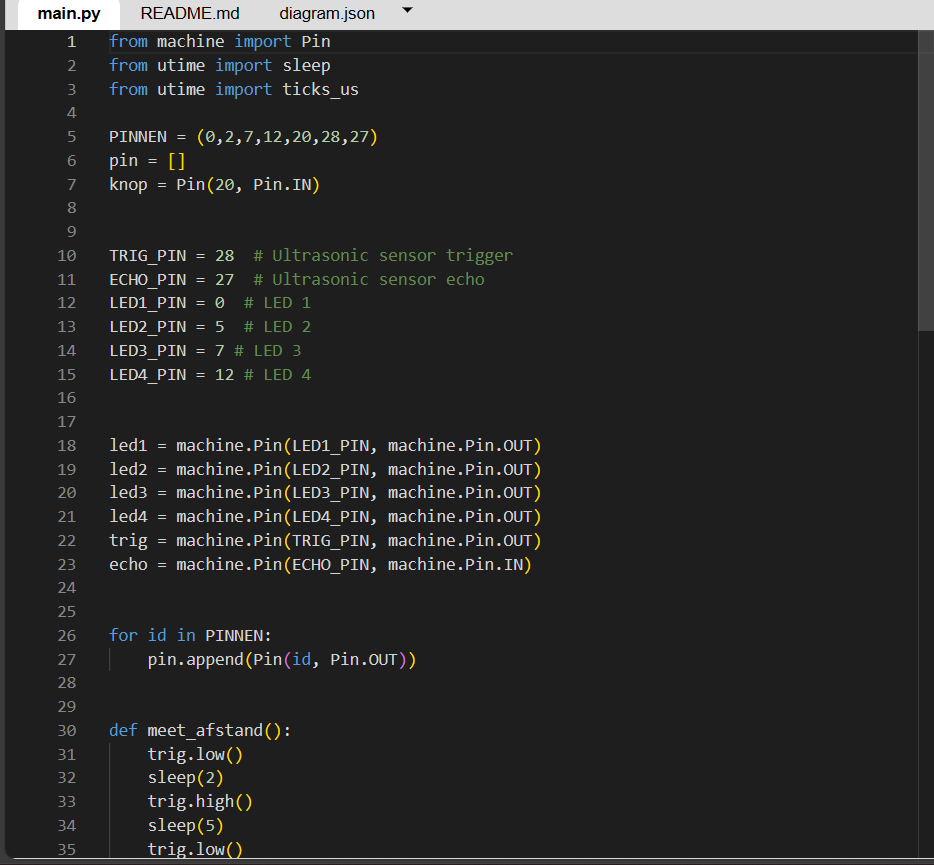 main.py README.md diagram.json
1 from machine import Pin
2 from utime import sleep
3 from utime import ticks_us
4
5 PINNEN = (0,2,7,12,20,28,27)
6 pin = []
7 knop = Pin(20, Pin.IN)
8
9
10 TRIG_PIN = 28  # Ultrasonic sensor trigger
11 ECHO_PIN = 27  # Ultrasonic sensor echo
12 LED1_PIN = 0  # LED 1
13 LED2_PIN = 5  # LED 2
14 LED3_PIN = 7 # LED 3
15 LED4_PIN = 12 # LED 4
16
17
18 led1 = machine.Pin(LED1_PIN, machine.Pin.OUT)
19 led2 = machine.Pin(LED2_PIN, machine.Pin.OUT)
20 led3 = machine.Pin(LED3_PIN, machine.Pin.OUT)
21 led4 = machine.Pin(LED4_PIN, machine.Pin.OUT)
22 trig = machine.Pin(TRIG_PIN, machine.Pin.OUT)
23 echo = machine.Pin(ECHO_PIN, machine.Pin.IN)
24
25
26 for id in PINNEN:
27     pin.append(Pin(id, Pin.OUT))
28
29
30 def meet_afstand():
31     trig.low()
32     sleep(2)
33     trig.high()
34     sleep(5)
35     trig.low()